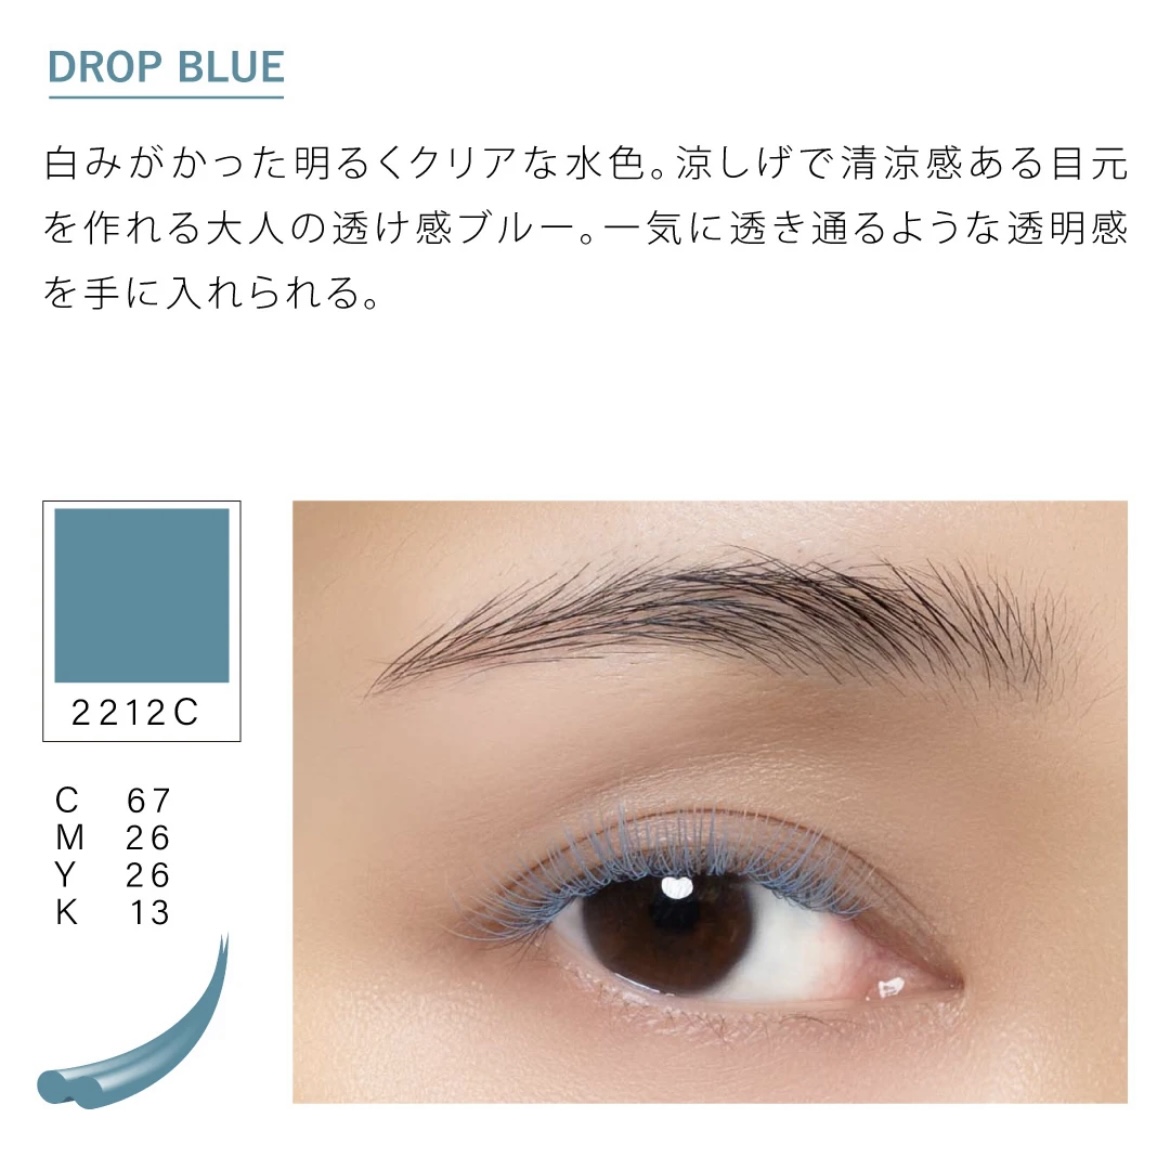 DROP BLUE
白みがかった明るくクリアな水色。涼しげで清涼感ある目元
を作れる大人の透け感ブルー。一気に透き通るような透明感
を手に入れられる。
2212C
C 67
M 26
Y 26
K 13